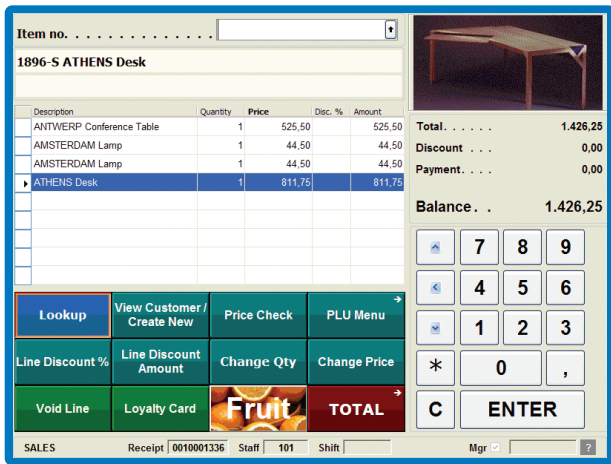 Item no. . . . . . . . . . . . . . .
1896-S ATHENS Desk
Description Quantity Price Disc. % Amount
ANTWERP Conference Table 1 525,50 525,50
AMSTERDAM Lamp 1 44,50 44,50
AMSTERDAM Lamp 1 44,50 44,50
ATHENS Desk 1 811,75 811,75
Total. . . . . . 1.426,25
Discount . . . 0,00
Payment. . . . 0,00
Balance. . 1.426,25
7 8 9
4 5 6
1 2 3
* 0 ,
C ENTER
Lookup
View Customer /
Create New
Price Check
PLU Menu
Line Discount %
Line Discount
Amount
Change Qty
Change Price
Void Line
Loyalty Card
Fruit
TOTAL
SALES Receipt 0010001336 Staff 101 Shift Mgr ?